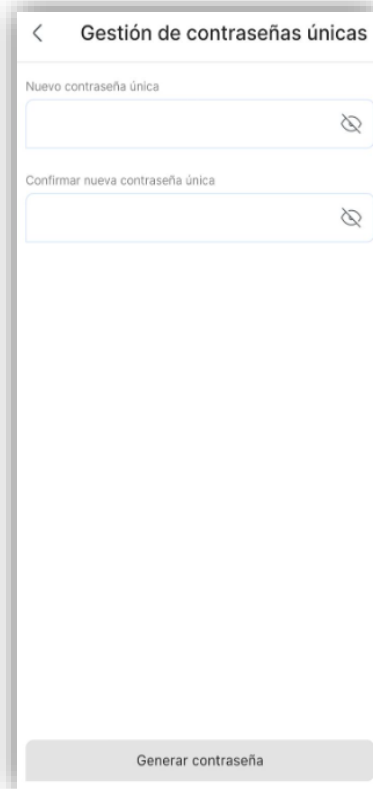 Gestión de contraseñas únicas
Nuevo contraseña única
Confirmar nueva contraseña única
Generar contraseña